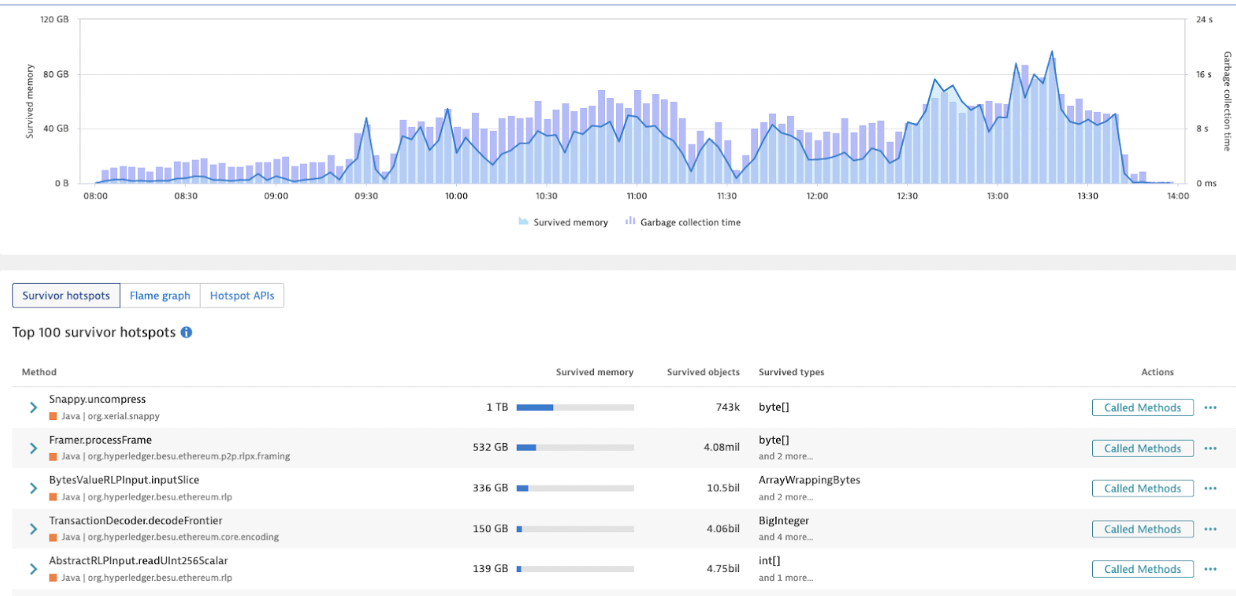 120 GB
80 GB
40 GB
0 B
Survived memory
24 s
16 s
8 s
0 ms
Garbage collection time
08:00 08:30 09:00 09:30 10:00 10:30 11:00 11:30 12:00 12:30 13:00 13:30 14:00
Survived memory Garbage collection time
Survivor hotspots Flame graph Hotspot APIs
Top 100 survivor hotspots i
Method Survived memory Survived objects Survived types Actions
Snappy.uncompress
Java | org.xerial.snappy
1 TB 743k byte[] Called Methods
Framer.processFrame
Java | org.hyperledger.besu.ethereum.p2p.rlpx.framing
532 GB 4.08mil byte[]
and 2 more... Called Methods
BytesValueRLPInput.inputSlice
Java | org.hyperledger.besu.ethereum.rlp
336 GB 10.5bil ArrayWrappingBytes
and 2 more... Called Methods
TransactionDecoder.decodeFrontier
Java | org.hyperledger.besu.ethereum.core.encoding
150 GB 4.06bil BigInteger
and 4 more... Called Methods
AbstractRLPInput.readUInt256Scalar
Java | org.hyperledger.besu.ethereum.rlp
139 GB 4.75bil int[]
and 1 more... Called Methods